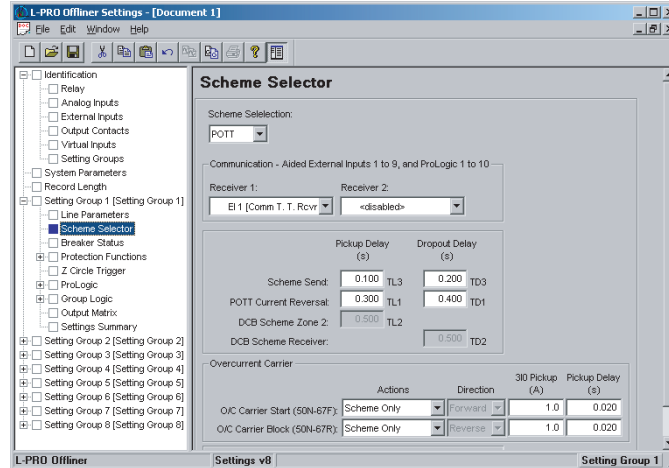 L-PRO Offliner Settings - [Document 1]
File Edit Window Help
Identification
Relay
Analog Inputs
External Inputs
Output Contacts
Virtual Inputs
Setting Groups
System Parameters
Record Length
Setting Group 1 [Setting Group 1]
Line Parameters
Scheme Selector
Breaker Status
Protection Functions
Z Circle Trigger
ProLogic
Group Logic
Output Matrix
Settings Summary
Setting Group 2 [Setting Group 2]
Setting Group 3 [Setting Group 3]
Setting Group 4 [Setting Group 4]
Setting Group 5 [Setting Group 5]
Setting Group 6 [Setting Group 6]
Setting Group 7 [Setting Group 7]
Setting Group 8 [Setting Group 8]
Scheme Selector
Scheme Selelection:
POTT
Communication - Aided External Inputs 1 to 9, and ProLogic 1 to 10
Receiver 1: Receiver 2:
EI 1 [Comm T. T. Rcvr <disabled>
Pickup Delay (s) Dropout Delay (s)
Scheme Send: 0.100 TL3 0.200 TD3
POTT Current Reversal: 0.300 TL1 0.400 TD1
DCB Scheme Zone 2: 0.500 TL2
DCB Scheme Receiver: 0.500 TD2
Overcurrent Carrier
Actions Direction 3I0 Pickup (A) Pickup Delay (s)
O/C Carrier Start (50N-67F): Scheme Only Forward 1.0 0.020
O/C Carrier Block (50N-67R): Scheme Only Reverse 1.0 0.020
L-PRO Offliner Settings v8 Setting Group 1